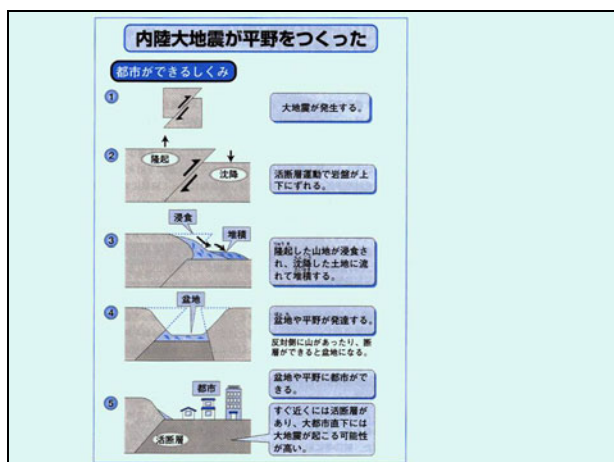 内陸大地震が平野をつくった
都市ができるしくみ
①
大地震が発生する。
②
隆起
沈降
活断層運動で岩盤が上
下にずれる。
③
浸食
堆積
隆起した山地が浸食さ
れ、沈降した土地に流
れて堆積する。
④
盆地
盆地や平野が発達する。
反対側に山があったり、断
層ができると盆地になる。
盆地や平野に都市がで
きる。
⑤
都市
活断層
すぐ近くには活断層が
あり、大都市直下には
大地震が起こる可能性
が高い。